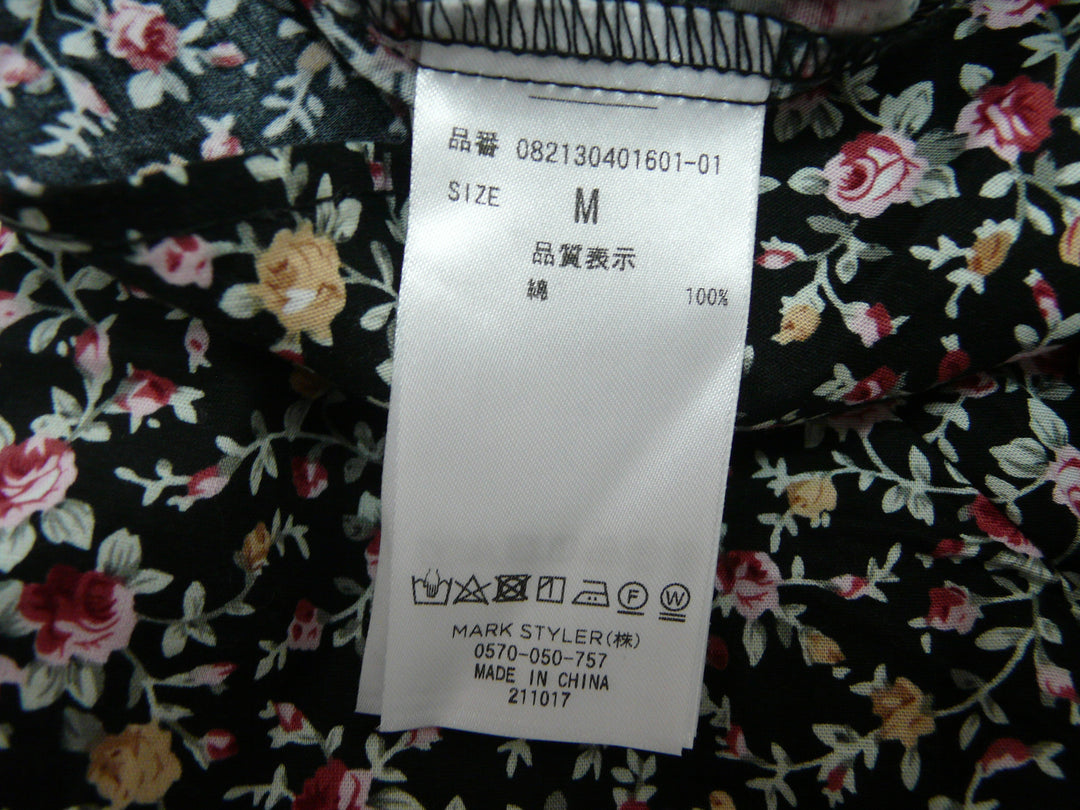 品番 082130401601-01
SIZE M
品質表示
綿 100%
F W
MARK STYLER(株)
0570-050-757
MADE IN CHINA
211017